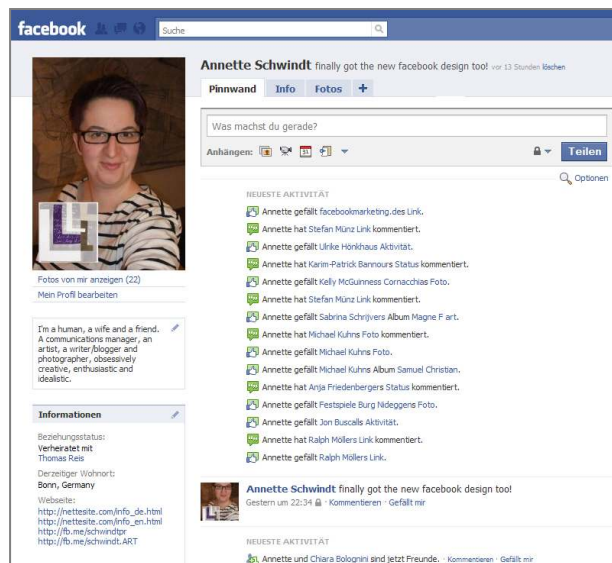 facebook
Suche
Annette Schwindt finally got the new facebook design too! vor 13 Stunden löschen
Pinnwand Info Fotos +
Was machst du gerade?
Anhängen: 31
Teilen
Optionen
Fotos von mir anzeigen (22)
Mein Profil bearbeiten
I'm a human, a wife and a friend.
A communications manager, an
artist, a writer/blogger and
photographer, obsessively
creative, enthusiastic and
idealistic.
Informationen
Beziehungsstatus:
Verheiratet mit
Thomas Reis
Derzeitiger Wohnort:
Bonn, Germany
Webseite:
http://nettesite.com/info_de.html
http://nettesite.com/info_en.html
http://fb.me/schwindtpr
http://fb.me/schwindt.ART
NEUESTE AKTIVITÄT
Annette gefällt facebookmarketing.des Link.
Annette hat Stefan Münz Link kommentiert.
Annette gefällt Ulrike Hönkhaus Aktivität.
Annette hat Karim-Patrick Bannours Status kommentiert.
Annette gefällt Kelly McGuinness Cornacchias Foto.
Annette hat Stefan Münz Link kommentiert.
Annette gefällt Sabrina Schrijvers Album Magne F art.
Annette hat Michael Kuhns Foto kommentiert.
Annette gefällt Michael Kuhns Foto.
Annette gefällt Michael Kuhns Album Samuel Christian.
Annette hat Anja Friedenbergers Status kommentiert.
Annette gefällt Festspiele Burg Nideggens Foto.
Annette gefällt Jon Buscalls Aktivität.
Annette hat Ralph Möllers Link kommentiert.
Annette gefällt Ralph Möllers Link.
Annette Schwindt finally got the new facebook design too!
Gestern um 22:34 · Kommentieren · Gefällt mir
NEUESTE AKTIVITÄT
Annette und Chiara Bolognini sind jetzt Freunde. · Kommentieren · Gefällt mir